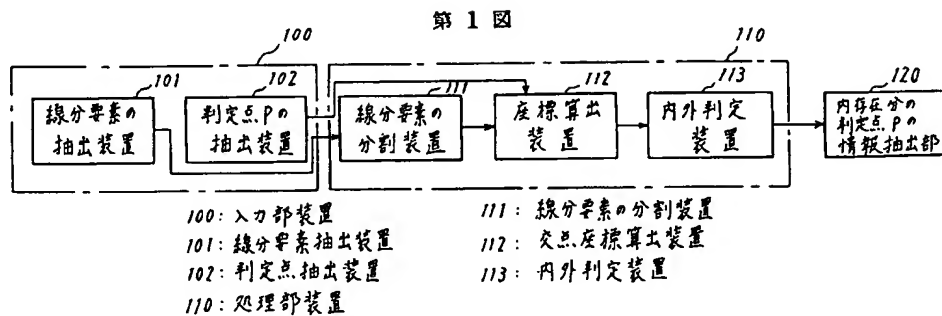 第1図
100
110
101
102
111
112
113
120
線分要素の
抽出装置
判定点Pの
抽出装置
線分要素の
分割装置
座標算出
装置
内外判定
装置
内存在分の
判定点Pの
情報抽出部
100:入力部装置
101:線分要素抽出装置
102:判定点抽出装置
110:処理部装置
111:線分要素の分割装置
112:交点座標算出装置
113:内外判定装置